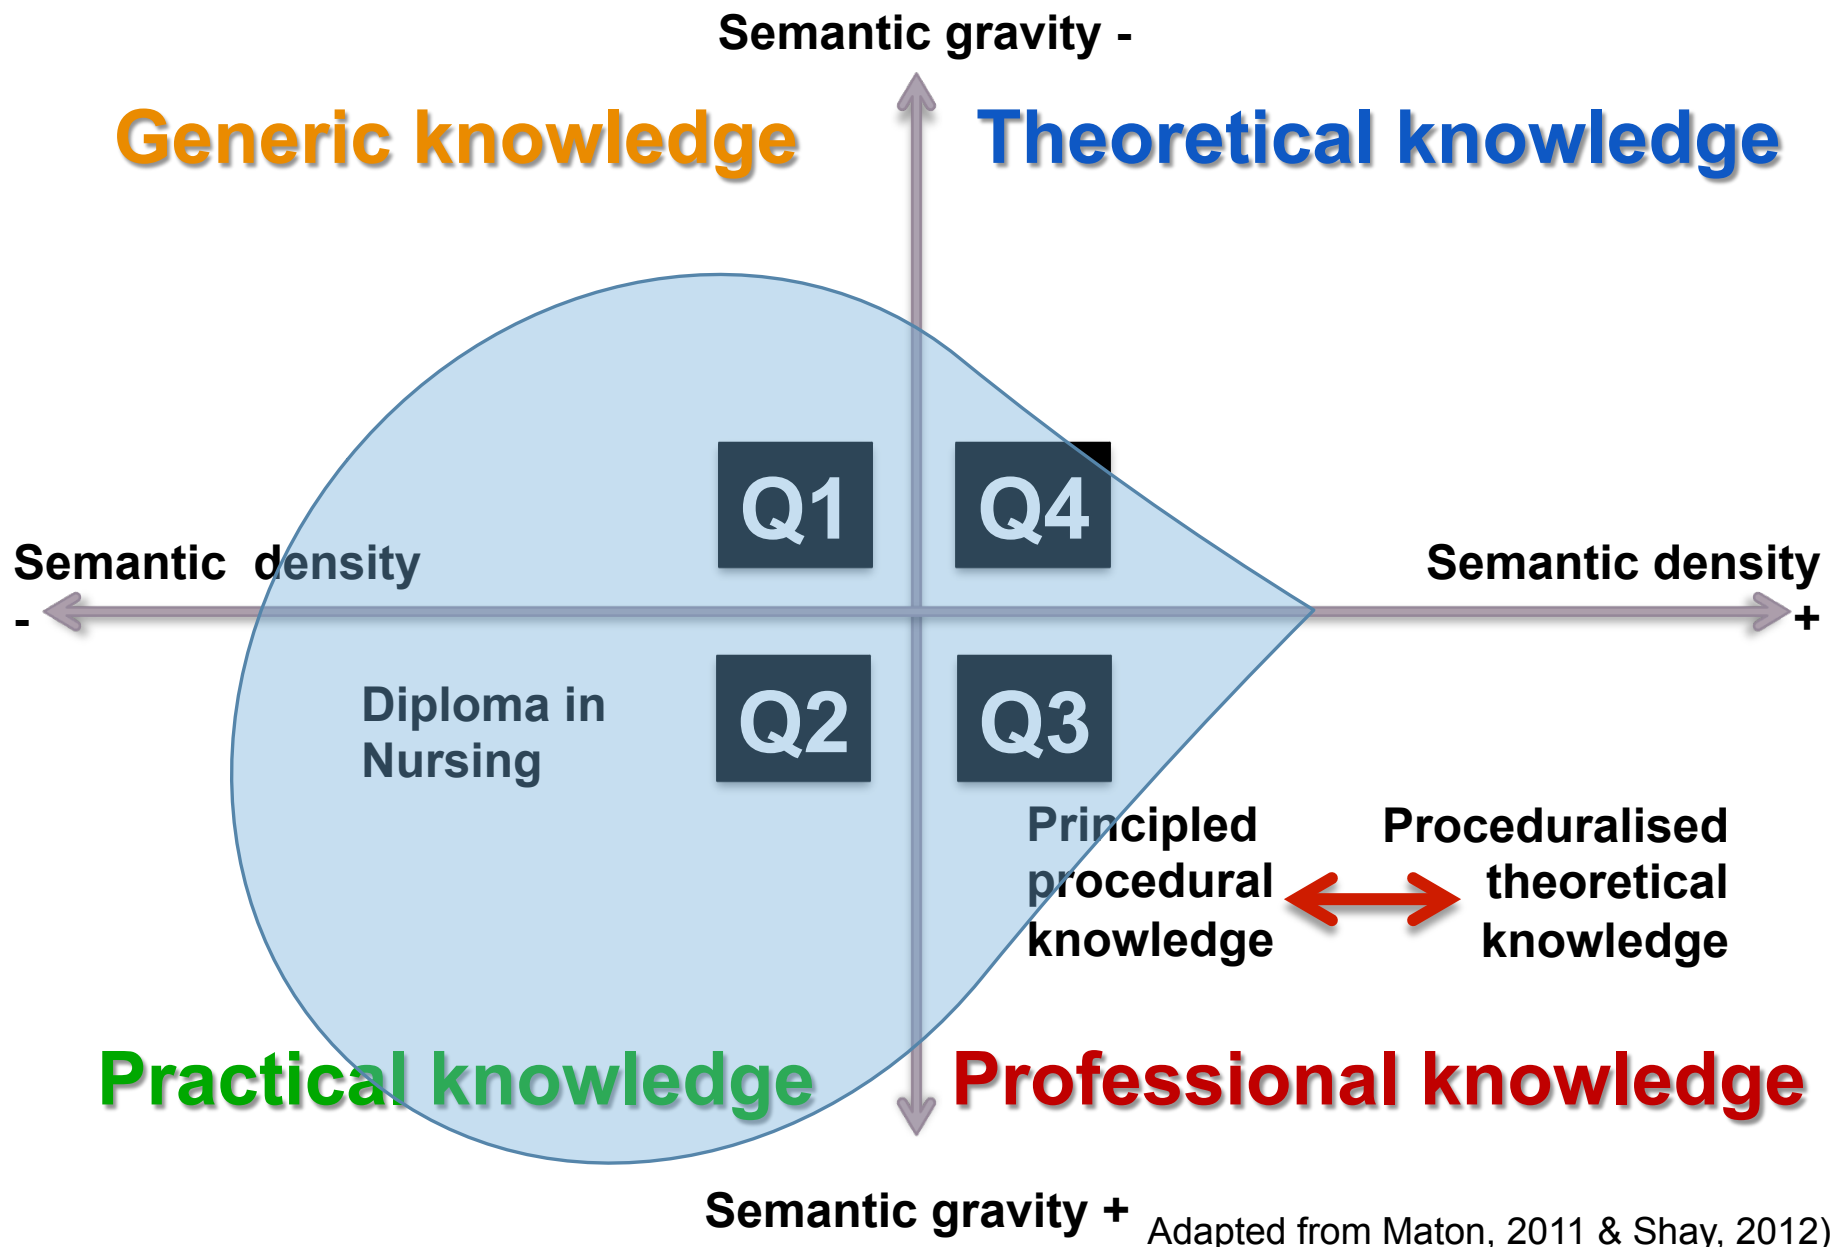 Semantic gravity -
Generic knowledge
Theoretical knowledge
Q1
Q4
Semantic  density
-
Semantic density
+
Diploma in
Nursing
Q2
Q3
Principled
procedural
knowledge
Proceduralised
theoretical
knowledge
Practical knowledge
Professional knowledge
Semantic gravity +
Adapted from Maton, 2011 & Shay, 2012)